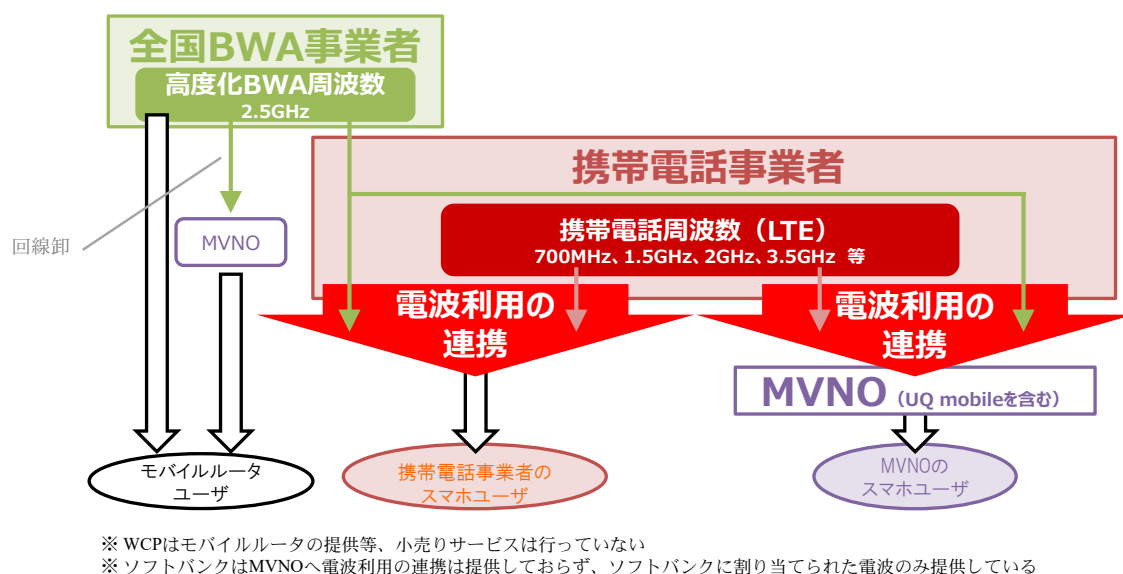 全国BWA事業者
高度化BWA周波数
2.5GHz
携帯電話事業者
携帯電話周波数（LTE）
700MHz、1.5GHz、2GHz、3.5GHz 等
回線卸
MVNO
電波利用の
連携
電波利用の
連携
MVNO（UQ mobileを含む）
モバイルルータ
ユーザ
携帯電話事業者の
スマホユーザ
MVNOの
スマホユーザ
※ WCPはモバイルルータの提供等、小売りサービスは行っていない
※ ソフトバンクはMVNOへ電波利用の連携は提供しておらず、ソフトバンクに割り当てられた電波のみ提供している